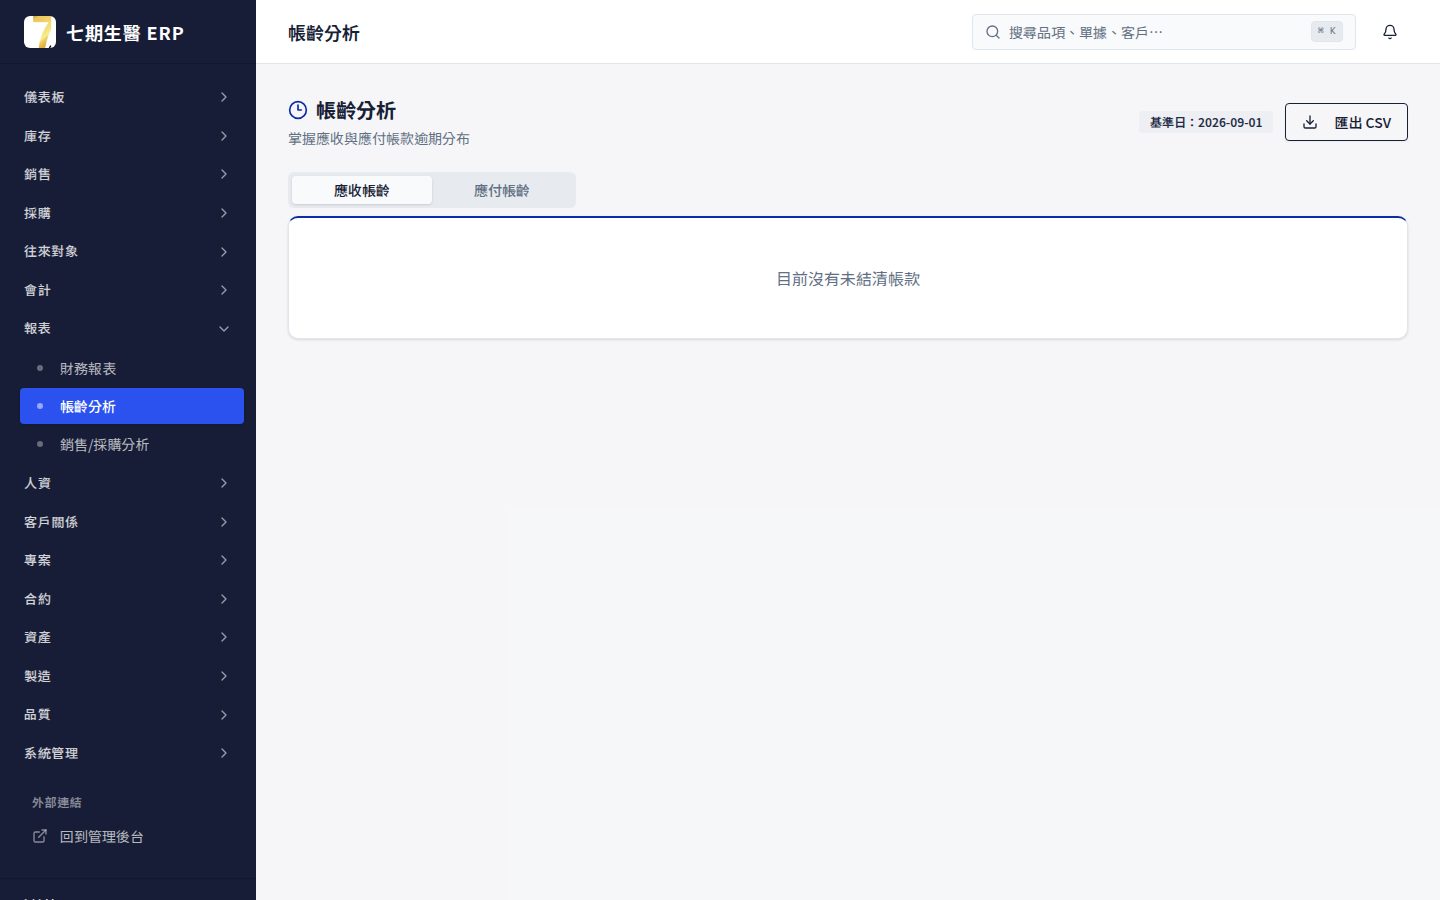 七期生醫 ERP
儀表板
庫存
銷售
採購
往來對象
會計
報表
財務報表
帳齡分析
銷售/採購分析
人資
客戶關係
專案
合約
資產
製造
品質
系統管理
外部連結
回到管理後台
帳齡分析
搜尋品項、單據、客戶…
⌘ K
帳齡分析
掌握應收與應付帳款逾期分布
基準日：2026-09-01
匯出 CSV
應收帳齡
應付帳齡
目前沒有未結清帳款